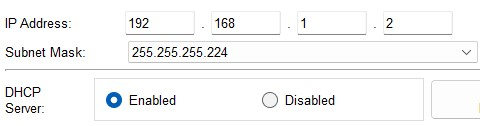 IP Address: 192 . 168 . 1 . 2
Subnet Mask: 255.255.255.224
DHCP
Server: Enabled Disabled